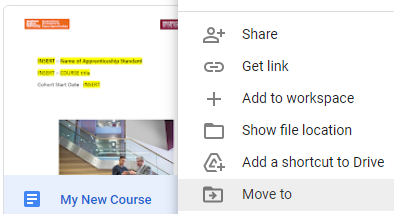 INSERT – Name of Apprenticeship Standard
INSERT – COURSE title
Cohort Start Date: INSERT
My New Course
Share
Get link
Add to workspace
Show file location
Add a shortcut to Drive
Move to